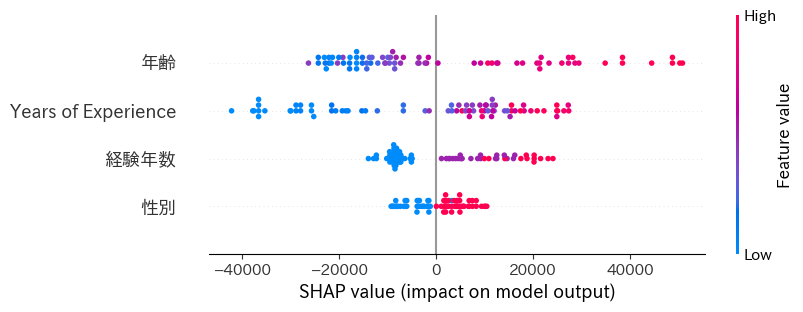 High
年齢
Years of Experience
経験年数
性別
Feature value
Low
−40000 −20000 0 20000 40000
SHAP value (impact on model output)